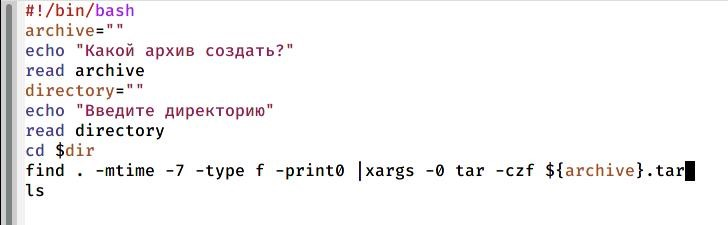 #!/bin/bash
archive=""
echo "Какой архив создать?"
read archive
directory=""
echo "Введите директорию"
read directory
cd $dir
find . -mtime -7 -type f -print0 |xargs -0 tar -czf ${archive}.tar
ls